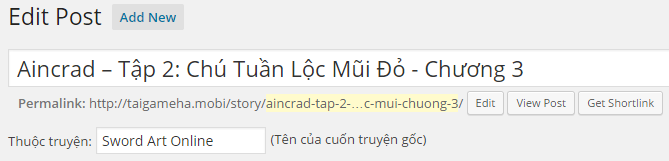 Edit Post Add New
Aincrad – Tập 2: Chú Tuần Lộc Mũi Đỏ - Chương 3
Permalink: http://taigameha.mobi/story/aincrad-tap-2-…c-mui-chuong-3/ Edit View Post Get Shortlink
Thuộc truyện: Sword Art Online (Tên của cuốn truyện gốc)